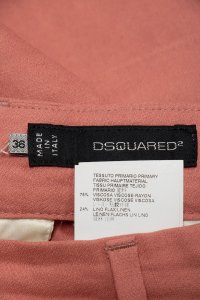 36
MADE
IN
ITALY
DSQUARED²
TESSUTO PRIMARIO PRIMARY
FABRIC HAUPTMATERIAL
TISSU PRIMAIRE TEJIDO
PRIMARIO
76% VISCOSA VISCOSE-RAYON
VISCOSE VISKOSE VISCOSA
24% LINO FLAX LINEN
LEINEN FLACHS LIN LINO